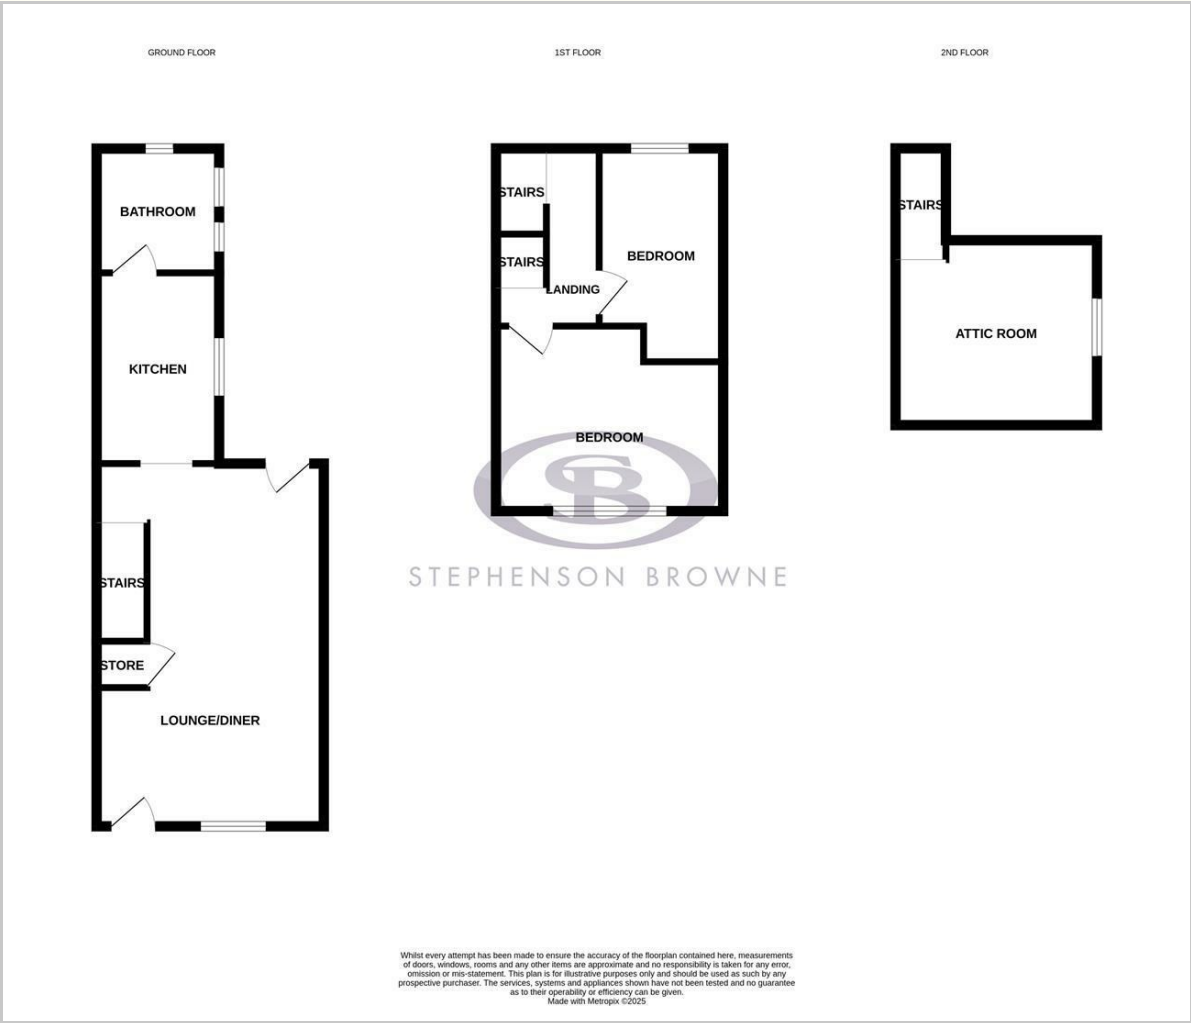 GROUND FLOOR
1ST FLOOR
2ND FLOOR
BATHROOM
KITCHEN
STAIRS
STORE
LOUNGE/DINER
STAIRS
STAIRS
LANDING
BEDROOM
BEDROOM
SB
STEPHENSON BROWNE
STAIRS
ATTIC ROOM
Whilst every attempt has been made to ensure the accuracy of the floorplan contained here, measurements
of doors, windows, rooms and any other items are approximate and no responsibility is taken for any error,
omission or mis-statement. This plan is for illustrative purposes only and should be used as such by any
prospective purchaser. The services, systems and appliances shown have not been tested and no guarantee
as to their operability or efficiency can be given.
Made with Metropix ©2025